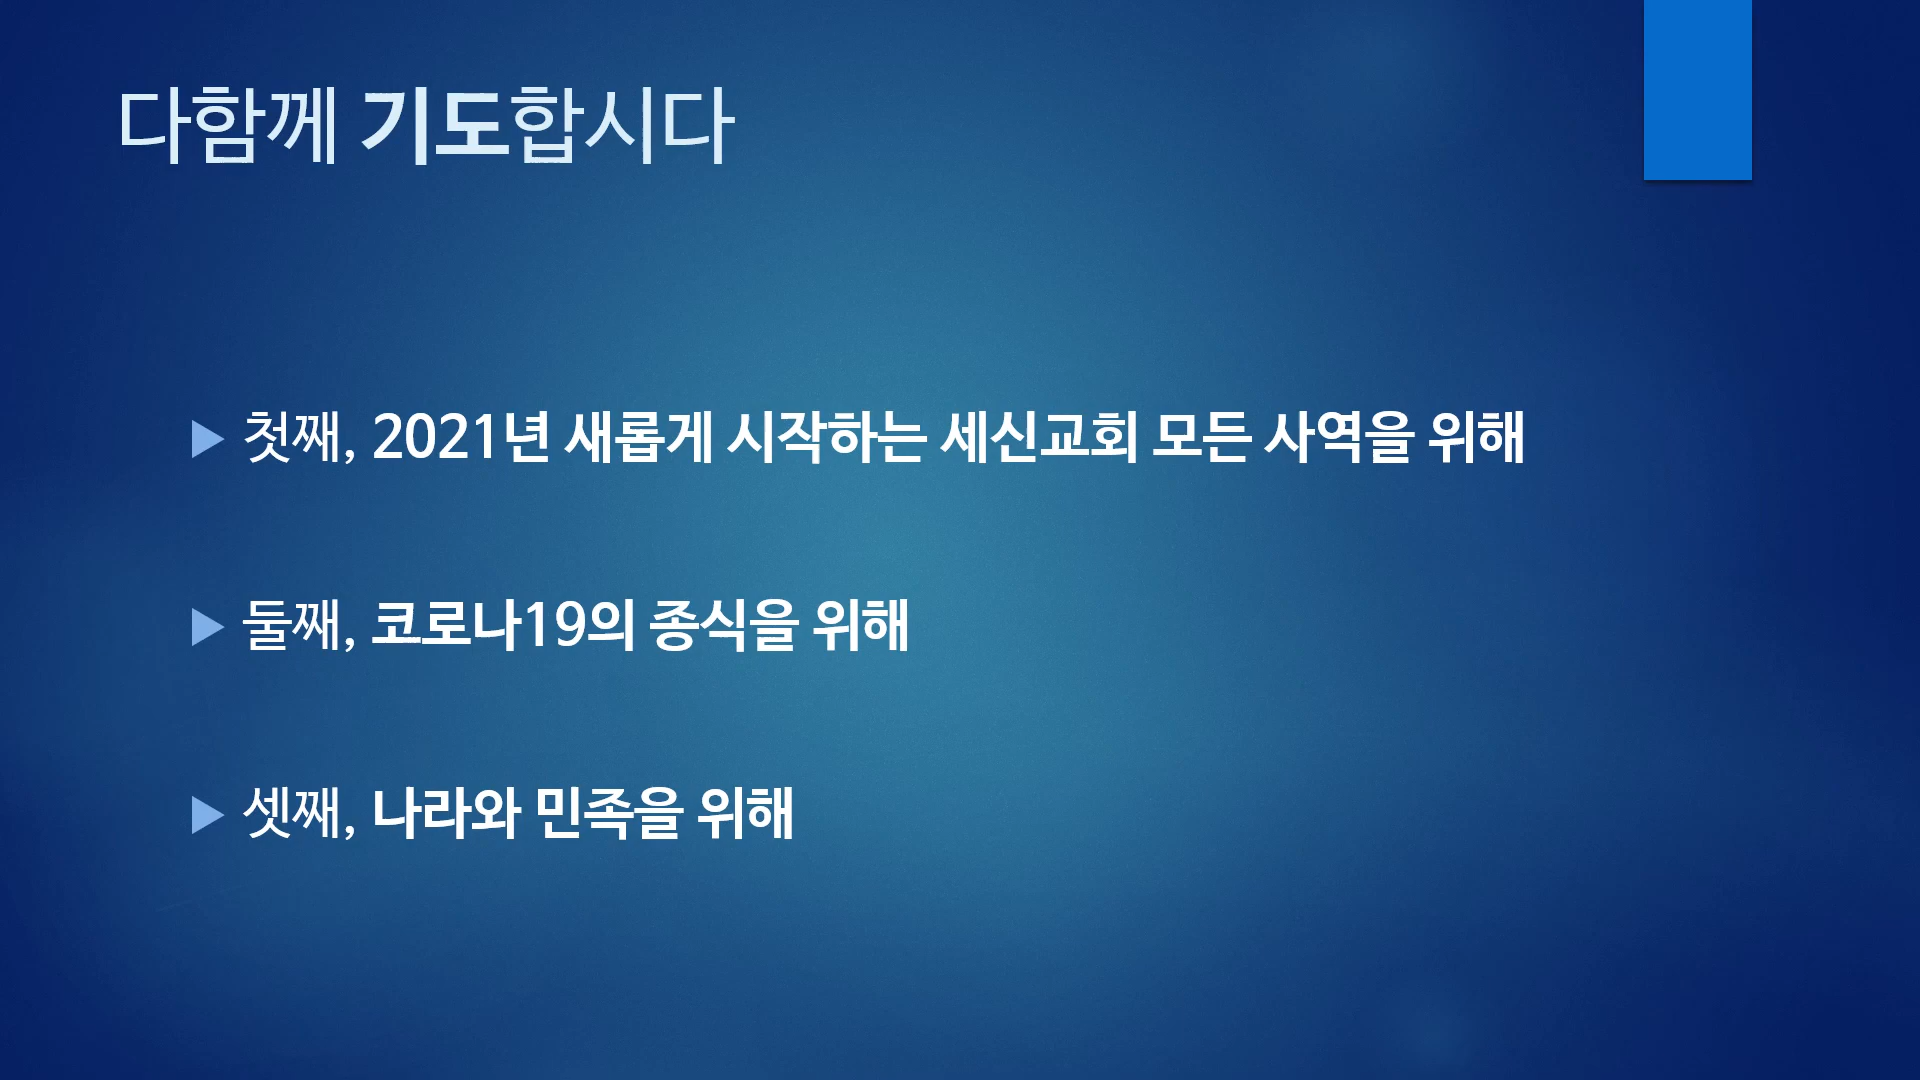 다함께 기도합시다
첫째, 2021년 새롭게 시작하는 세신교회 모든 사역을 위해
둘째, 코로나19의 종식을 위해
셋째, 나라와 민족을 위해